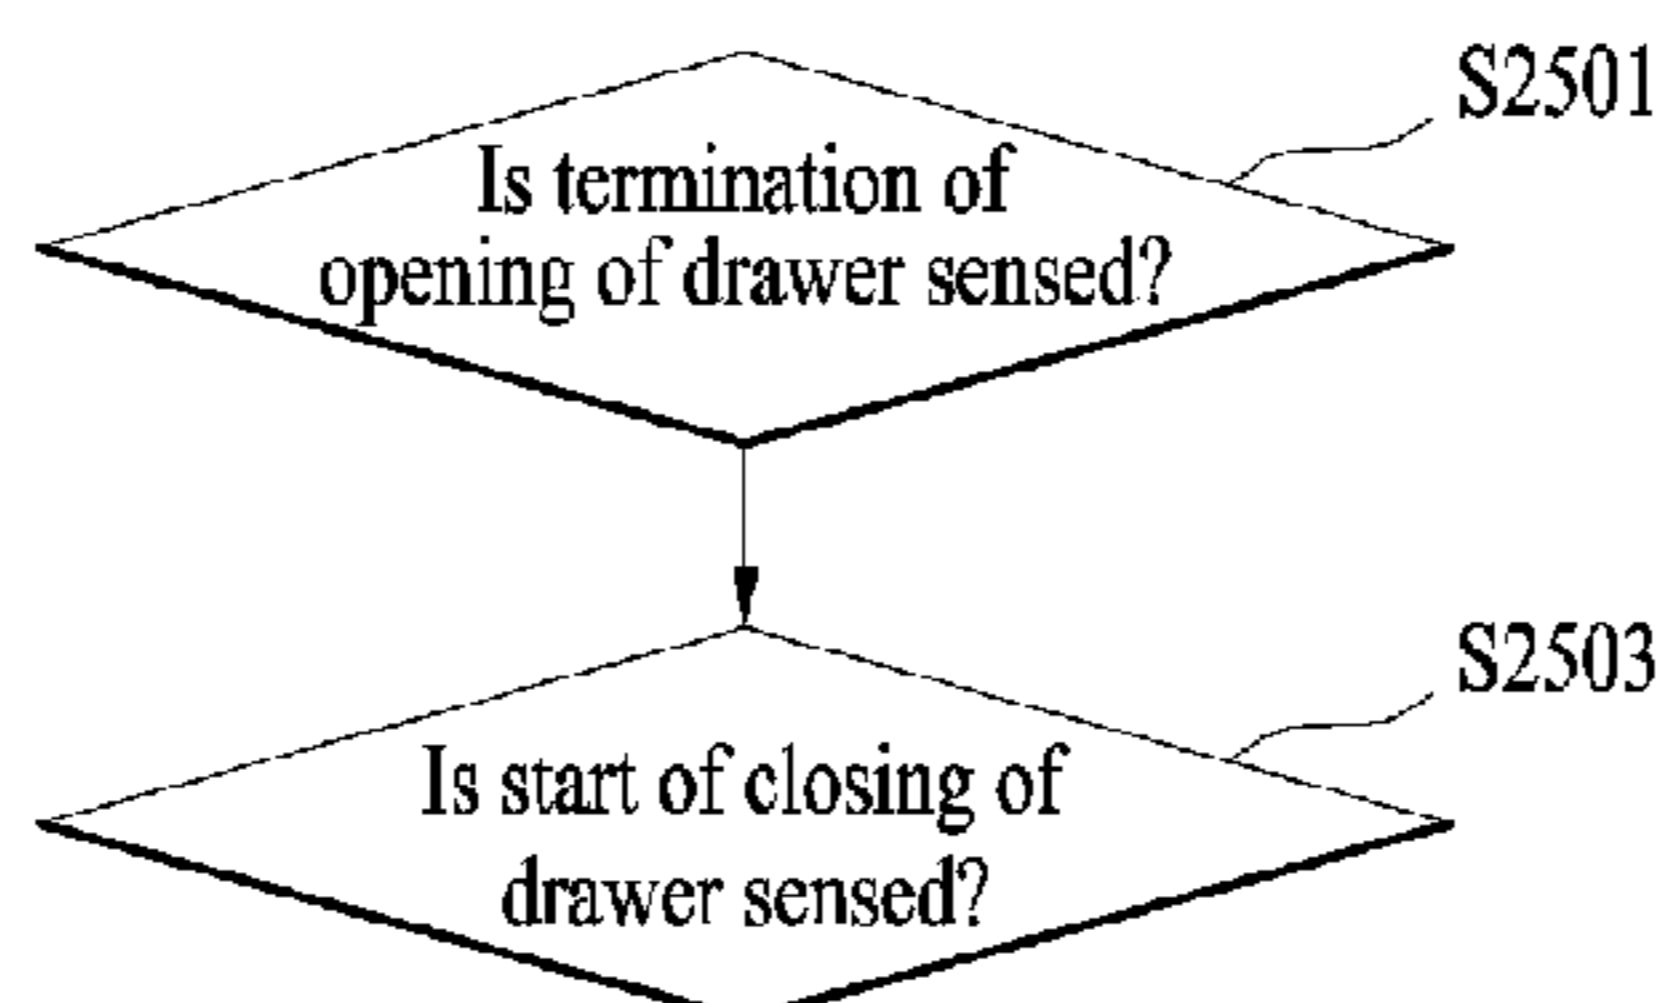 S2501
Is termination of
opening of drawer sensed?
S2503
Is start of closing of
drawer sensed?